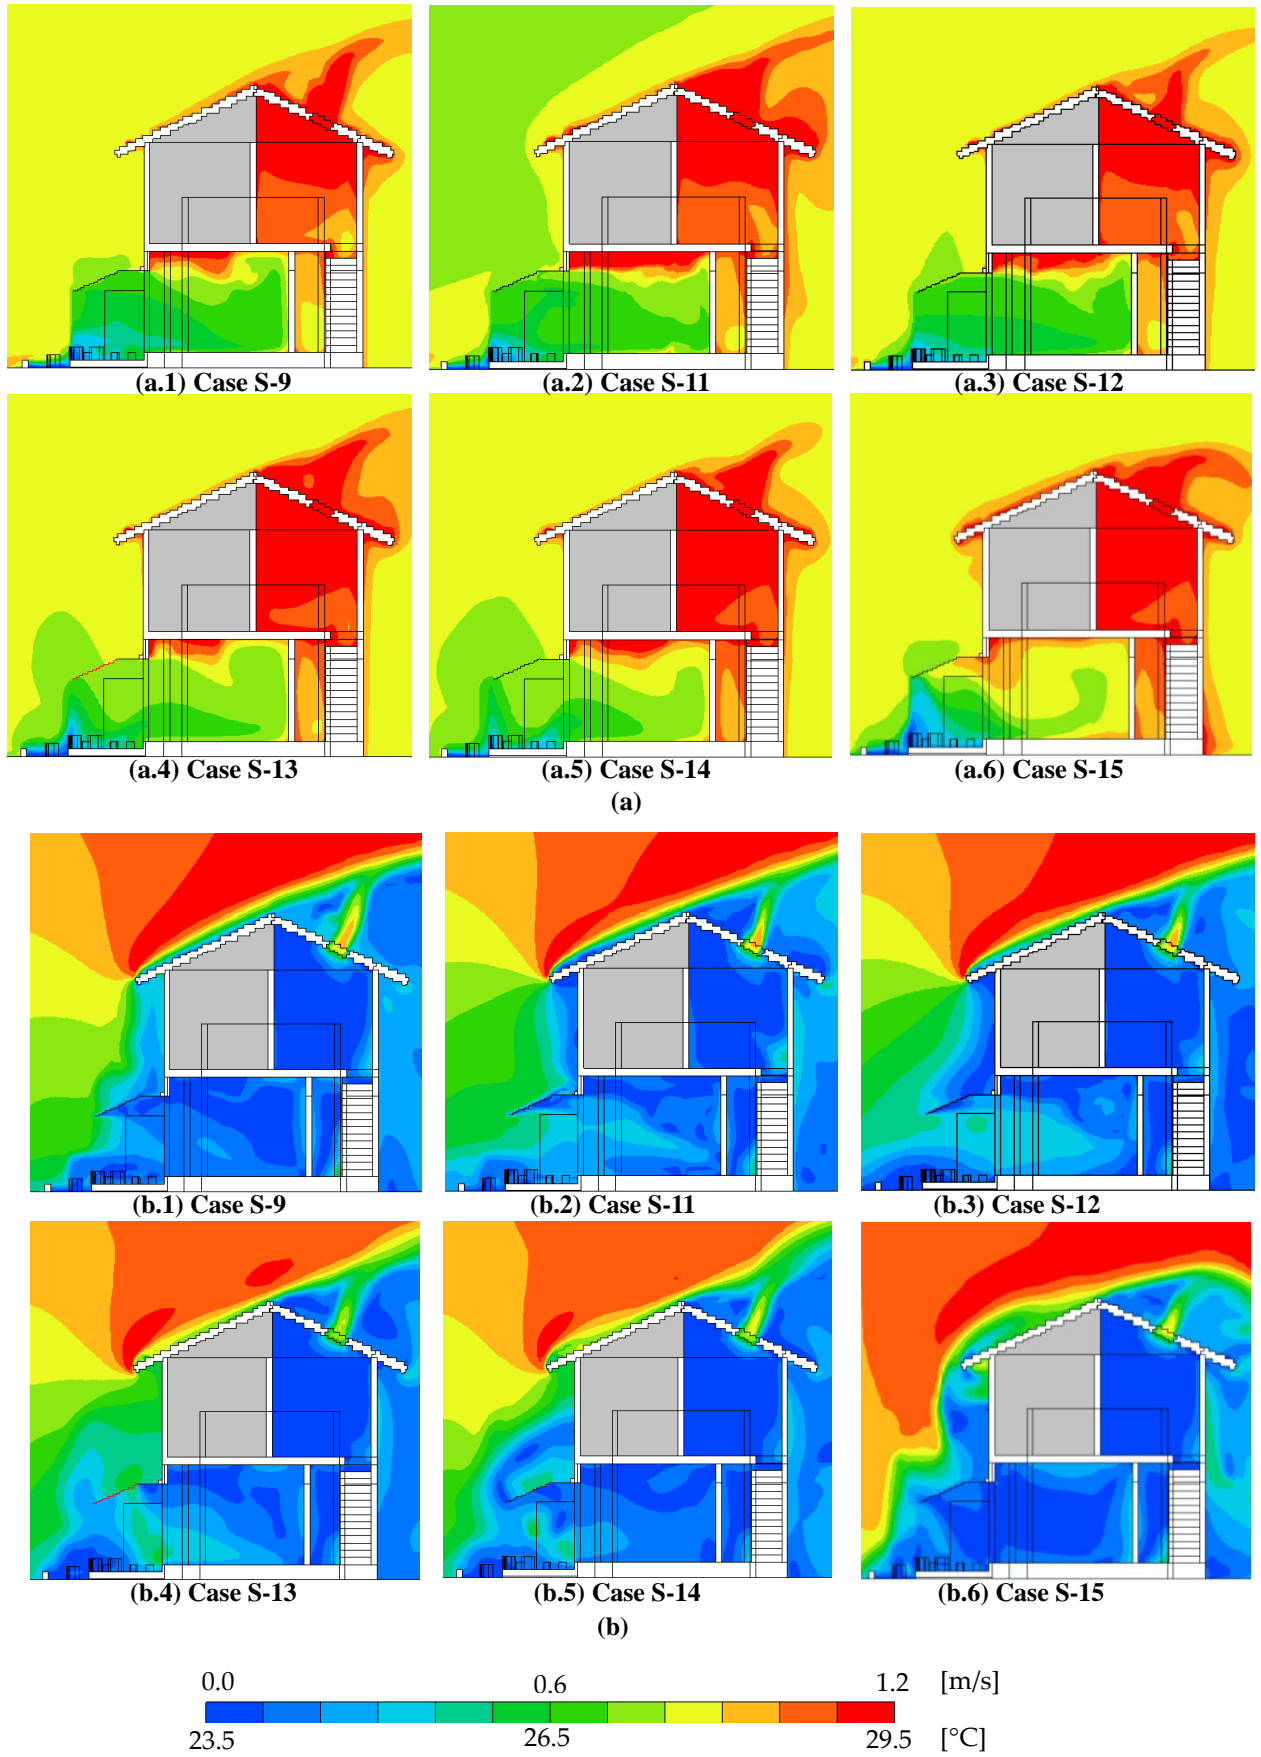 (a.1) Case S-9
(a.2) Case S-11
(a.3) Case S-12
(a.4) Case S-13
(a.5) Case S-14
(a.6) Case S-15
(a)
(b.1) Case S-9
(b.2) Case S-11
(b.3) Case S-12
(b.4) Case S-13
(b.5) Case S-14
(b.6) Case S-15
(b)
0.0 0.6 1.2 [m/s]
23.5 26.5 29.5 [°C]